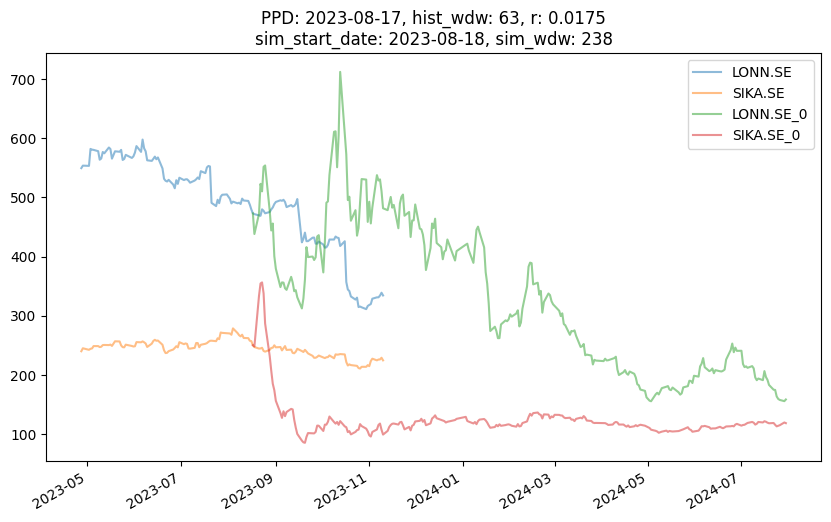 PPD: 2023-08-17, hist_wdw: 63, r: 0.0175
sim_start_date: 2023-08-18, sim_wdw: 238
LONN.SE
SIKA.SE
LONN.SE_0
SIKA.SE_0
700
600
500
400
300
200
100
2023-05
2023-07
2023-09
2023-11
2024-01
2024-03
2024-05
2024-07